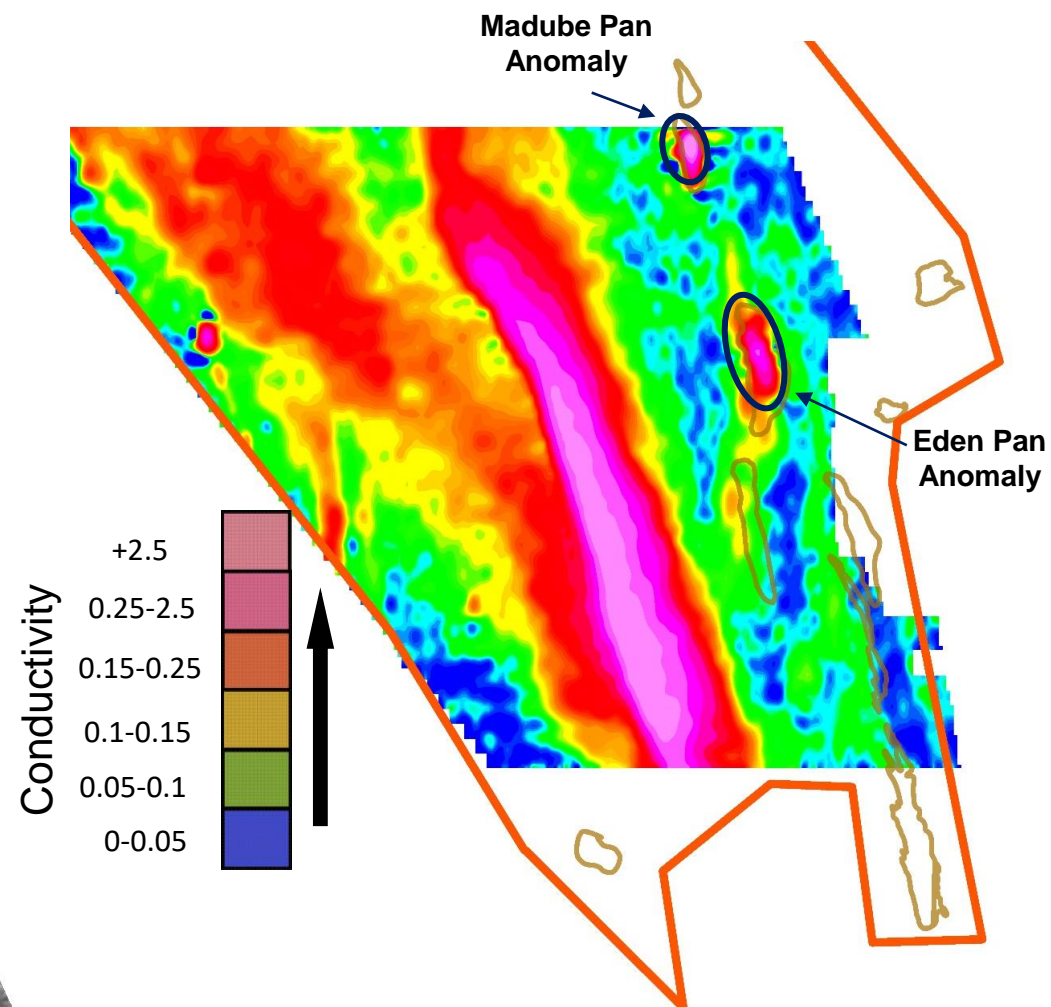 Madube Pan
Anomaly
Eden Pan
Anomaly
Conductivity
+2.5
0.25-2.5
0.15-0.25
0.1-0.15
0.05-0.1
0-0.05